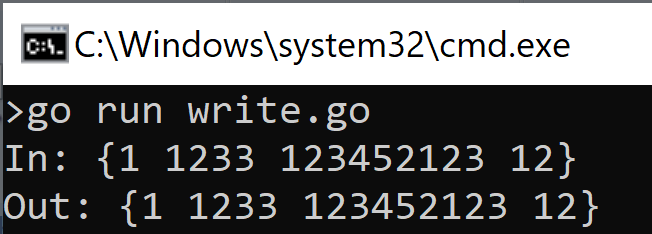 C:\Windows\system32\cmd.exe
>go run write.go
In: {1 1233 123452123 12}
Out: {1 1233 123452123 12}